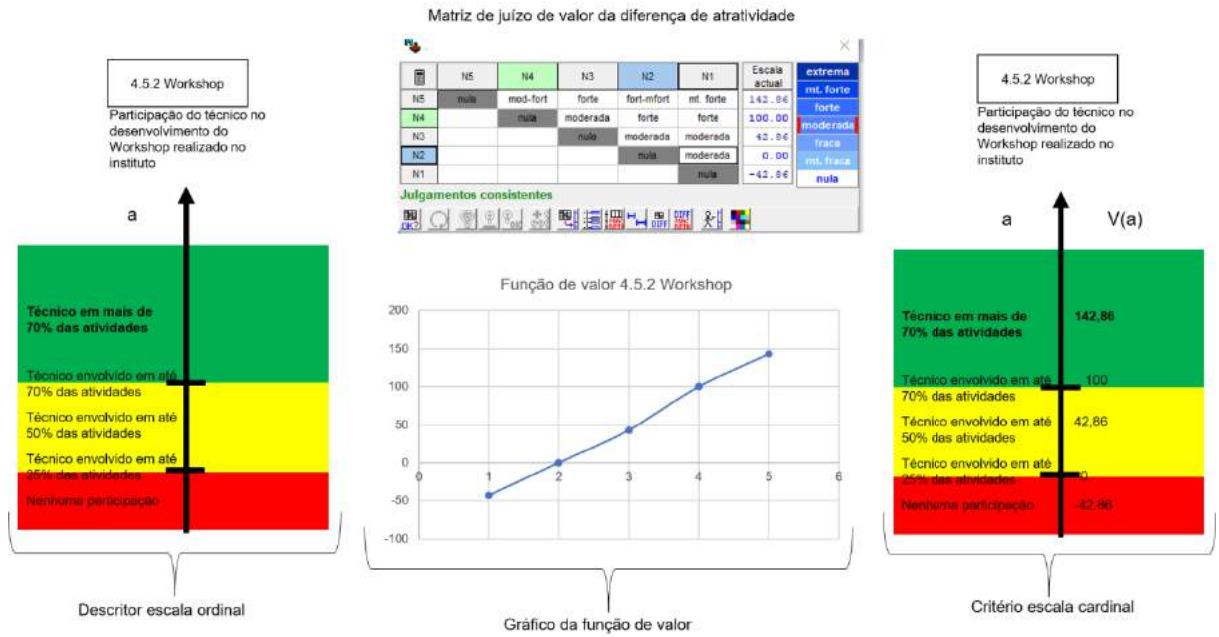 Matriz de juízo de valor da diferença de atratividade
4.5.2 Workshop
Participação do técnico no
desenvolvimento do
Workshop realizado no
instituto
a
Técnico em mais de
70% das atividades
Técnico envolvido em até
70% das atividades
Técnico envolvido em até
50% das atividades
Técnico envolvido em até
25% das atividades
Nenhuma participação
Descritor escala ordinal
N5 N4 N3 N2 N1 Escala actual
N5 nula mod-fort forte fort-mfort mt. forte 142.86
N4 nula moderada forte forte 100.00
N3 nula moderada moderada 42.86
N2 nula moderada 0.00
N1 nula -42.86
extrema
mt. forte
forte
moderada
fraca
mt. fraca
nula
Julgamentos consistentes
OK? OK DIFF DIFF
Função de valor 4.5.2 Workshop
200
150
100
50
0
-50
-100
0 1 2 3 4 5 6
Gráfico da função de valor
4.5.2 Workshop
Participação do técnico no
desenvolvimento do
Workshop realizado no
instituto
a V(a)
Técnico em mais de 142,86
70% das atividades
Técnico envolvido em até 100
70% das atividades
Técnico envolvido em até 42,86
50% das atividades
Técnico envolvido em até
25% das atividades 0
Nenhuma participação -42,86
Critério escala cardinal